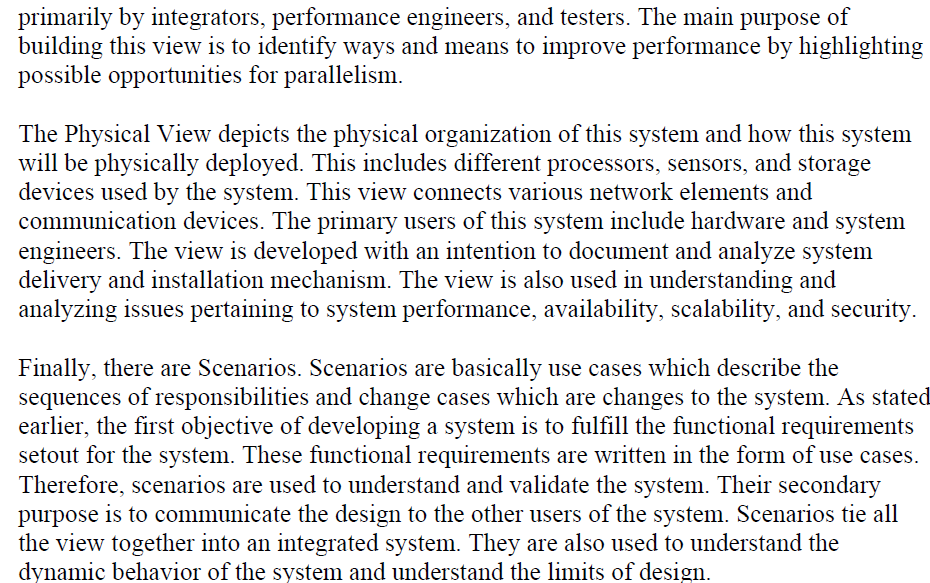 primarily by integrators, performance engineers, and testers. The main purpose of
building this view is to identify ways and means to improve performance by highlighting
possible opportunities for parallelism.
The Physical View depicts the physical organization of this system and how this system
will be physically deployed. This includes different processors, sensors, and storage
devices used by the system. This view connects various network elements and
communication devices. The primary users of this system include hardware and system
engineers. The view is developed with an intention to document and analyze system
delivery and installation mechanism. The view is also used in understanding and
analyzing issues pertaining to system performance, availability, scalability, and security.
Finally, there are Scenarios. Scenarios are basically use cases which describe the
sequences of responsibilities and change cases which are changes to the system. As stated
earlier, the first objective of developing a system is to fulfill the functional requirements
setout for the system. These functional requirements are written in the form of use cases.
Therefore, scenarios are used to understand and validate the system. Their secondary
purpose is to communicate the design to the other users of the system. Scenarios tie all
the view together into an integrated system. They are also used to understand the
dynamic behavior of the system and understand the limits of design.